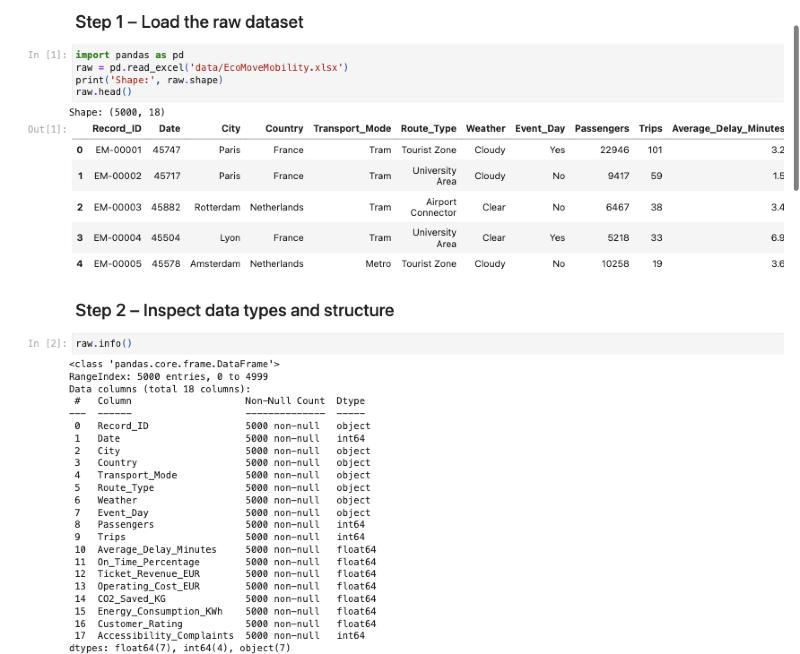 Step 1 – Load the raw dataset
In [1]: import pandas as pd
raw = pd.read_excel('data/EcoMoveMobility.xlsx')
print('Shape:', raw.shape)
raw.head()
Shape: (5000, 18)
Out[1]: Record_ID Date City Country Transport_Mode Route_Type Weather Event_Day Passengers Trips Average_Delay_Minutes
0 EM-00001 45747 Paris France Tram Tourist Zone Cloudy Yes 22946 101 3.2
1 EM-00002 45717 Paris France Tram University Area Cloudy No 9417 59 1.5
2 EM-00003 45882 Rotterdam Netherlands Tram Airport Connector Clear No 6467 38 3.4
3 EM-00004 45504 Lyon France Tram University Area Clear Yes 5218 33 6.9
4 EM-00005 45578 Amsterdam Netherlands Metro Tourist Zone Cloudy No 10258 19 3.6
Step 2 – Inspect data types and structure
In [2]: raw.info()
<class 'pandas.core.frame.DataFrame'>
RangeIndex: 5000 entries, 0 to 4999
Data columns (total 18 columns):
# Column Non-Null Count Dtype
--- ------ -------------- -----
0 Record_ID 5000 non-null object
1 Date 5000 non-null int64
2 City 5000 non-null object
3 Country 5000 non-null object
4 Transport_Mode 5000 non-null object
5 Route_Type 5000 non-null object
6 Weather 5000 non-null object
7 Event_Day 5000 non-null object
8 Passengers 5000 non-null int64
9 Trips 5000 non-null int64
10 Average_Delay_Minutes 5000 non-null float64
11 On_Time_Percentage 5000 non-null float64
12 Ticket_Revenue_EUR 5000 non-null float64
13 Operating_Cost_EUR 5000 non-null float64
14 CO2_Saved_KG 5000 non-null float64
15 Energy_Consumption_KWh 5000 non-null float64
16 Customer_Rating 5000 non-null float64
17 Accessibility_Complaints 5000 non-null int64
dtypes: float64(7), int64(4), object(7)